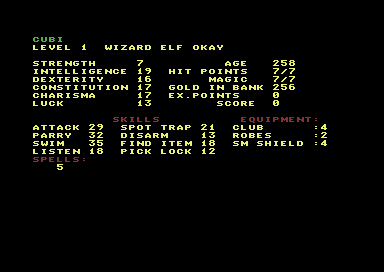 CUBI
LEVEL 1 WIZARD ELF OKAY
STRENGTH 7 AGE 258
INTELLIGENCE 19 HIT POINTS 7/7
DEXTERITY 16 MAGIC 7/7
CONSTITUTION 17 GOLD IN BANK 256
CHARISMA 17 EX.POINTS 0
LUCK 13 SCORE 0
SKILLS EQUIPMENT:
ATTACK 29 SPOT TRAP 21 CLUB :4
PARRY 32 DISARM 13 ROBES :2
SWIM 35 FIND ITEM 18 SM SHIELD :4
LISTEN 18 PICK LOCK 12
SPELLS:
5